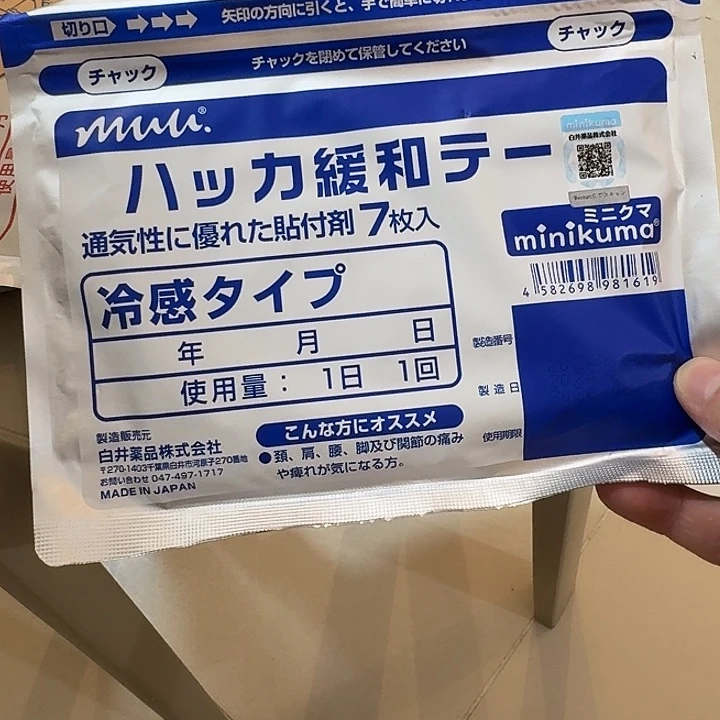 切り口
矢印の方向に引くと、手で簡単に切れ
チャック
チャックを閉めて保管してください
チャック
muu.®
ハッカ緩和テー
minikuma
白井薬品株式会社
通気性に優れた貼付剤 7枚入
ミニクマ
minikuma®
4 582698 981619
冷感タイプ
年 月 日
使用量： 1日 1回
製造番号
製造日
使用期限
製造販売元
白井薬品株式会社
〒270-1403千葉県白井市河原子270番地
お問い合わせ 047-497-1717
MADE IN JAPAN
こんな方にオススメ
●頚、肩、腰、脚及び関節の痛み
や痺れが気になる方。